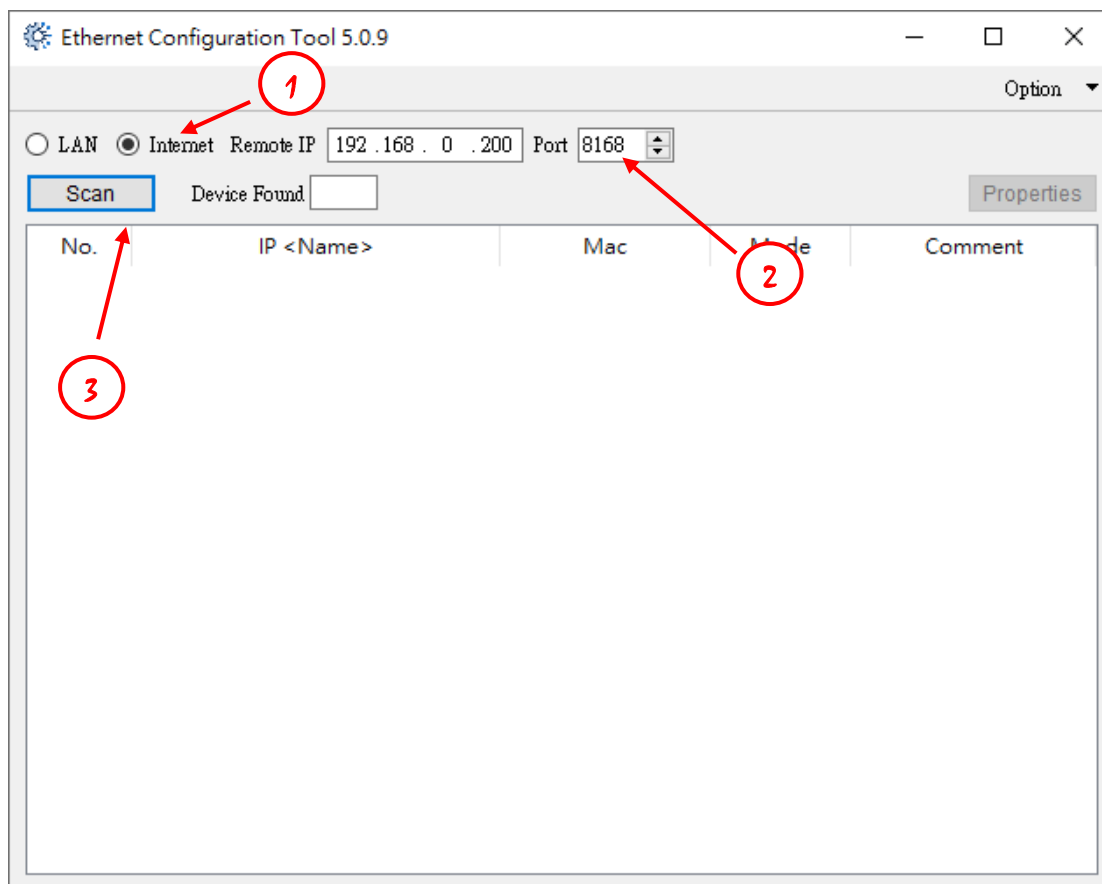 Ethernet Configuration Tool 5.0.9
1
Option
LAN Internet Remote IP 192 .168 . 0 .200 Port 8168
Scan Device Found Properties
No. IP <Name> Mac Comment
2
3